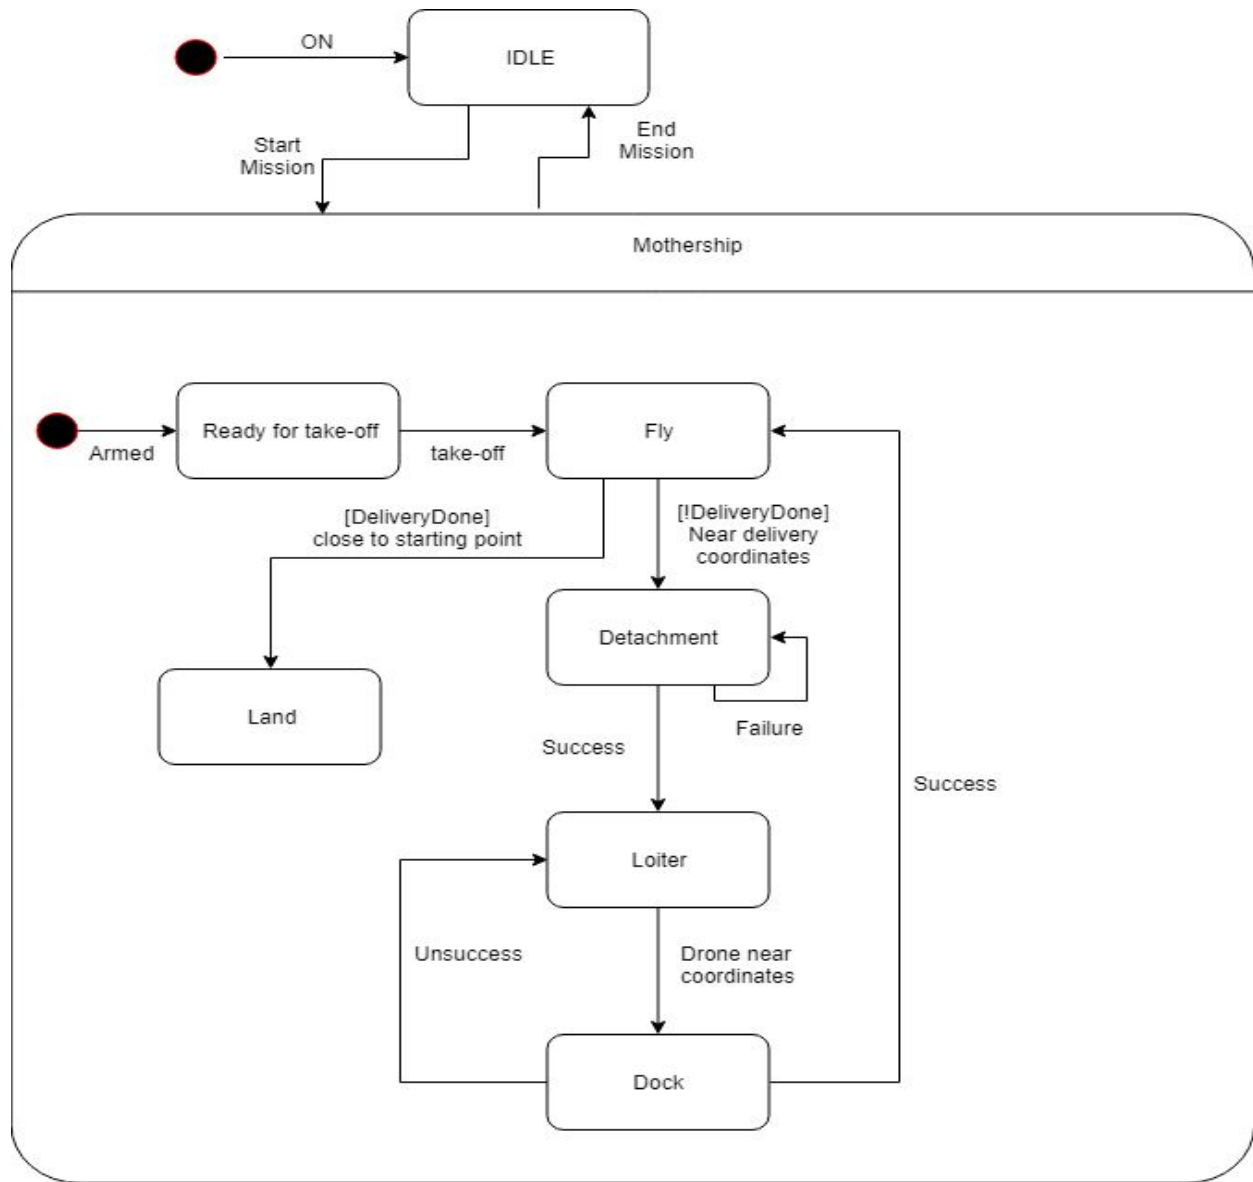 ON
IDLE
Start
Mission
End
Mission
Mothership
Ready for take-off
Fly
Armed
take-off
[DeliveryDone]
close to starting point
[!DeliveryDone]
Near delivery
coordinates
Detachment
Land
Failure
Success
Success
Loiter
Unsuccess
Drone near
coordinates
Dock